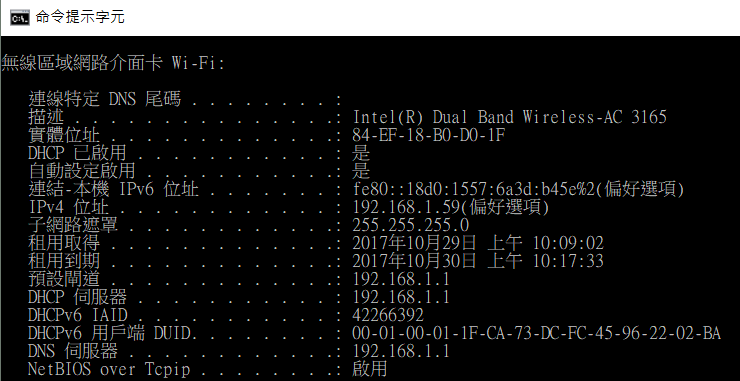 命令提示字元
無線區域網路介面卡 Wi-Fi:
連線特定 DNS 尾碼 . . . . . . . . :
描述 . . . . . . . . . . . . . . .: Intel(R) Dual Band Wireless-AC 3165
實體位址 . . . . . . . . . . . . .: 84-EF-18-B0-D0-1F
DHCP 已啟用 . . . . . . . . . . . : 是
自動設定啟用 . . . . . . . . . . .: 是
連結-本機 IPv6 位址 . . . . . . . : fe80::18d0:1557:6a3d:b45e%2(偏好選項)
IPv4 位址 . . . . . . . . . . . . : 192.168.1.59(偏好選項)
子網路遮罩 . . . . . . . . . . . .: 255.255.255.0
租用取得 . . . . . . . . . . . . .: 2017年10月29日 上午 10:09:02
租用到期 . . . . . . . . . . . . .: 2017年10月30日 上午 10:17:33
預設閘道 . . . . . . . . . . . . .: 192.168.1.1
DHCP 伺服器 . . . . . . . . . . . : 192.168.1.1
DHCPv6 IAID . . . . . . . . . . . : 42266392
DHCPv6 用戶端 DUID. . . . . . . . : 00-01-00-01-1F-CA-73-DC-FC-45-96-22-02-BA
DNS 伺服器 . . . . . . . . . . . .: 192.168.1.1
NetBIOS over Tcpip . . . . . . . .: 啟用